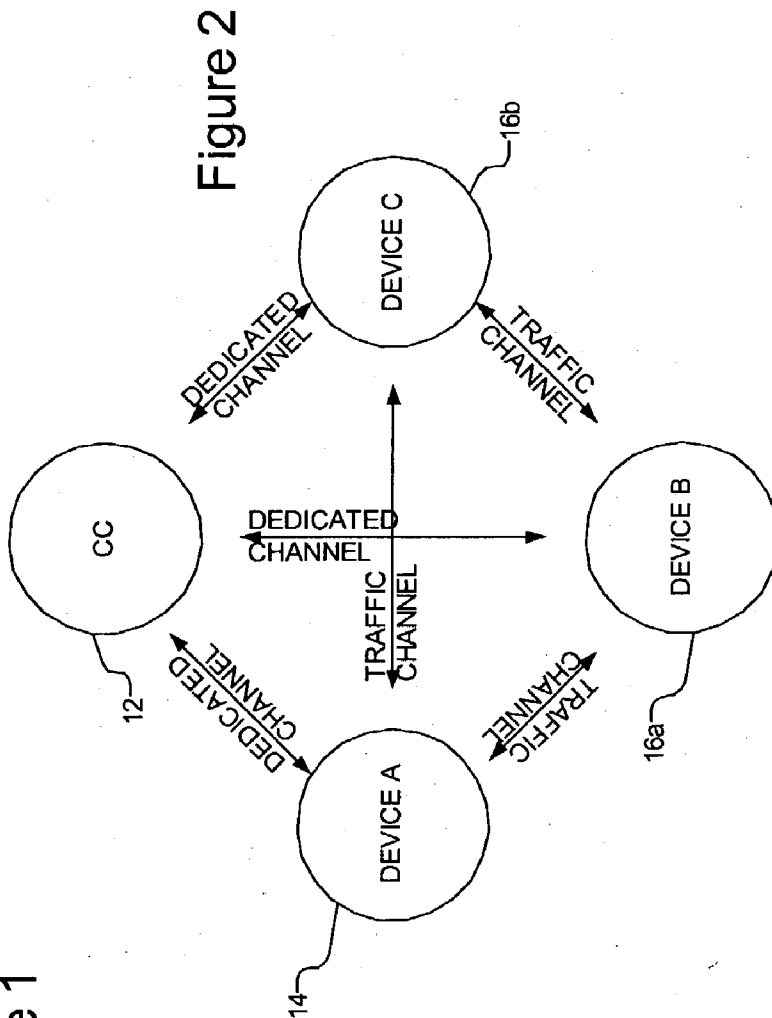 Figure 2
e 1
CC
12
DEDICATED
CHANNEL
DEDICATED
CHANNEL
DEDICATED
CHANNEL
DEVICE A
14
TRAFFIC
CHANNEL
DEVICE C
16b
TRAFFIC
CHANNEL
TRAFFIC
CHANNEL
DEVICE B
16a